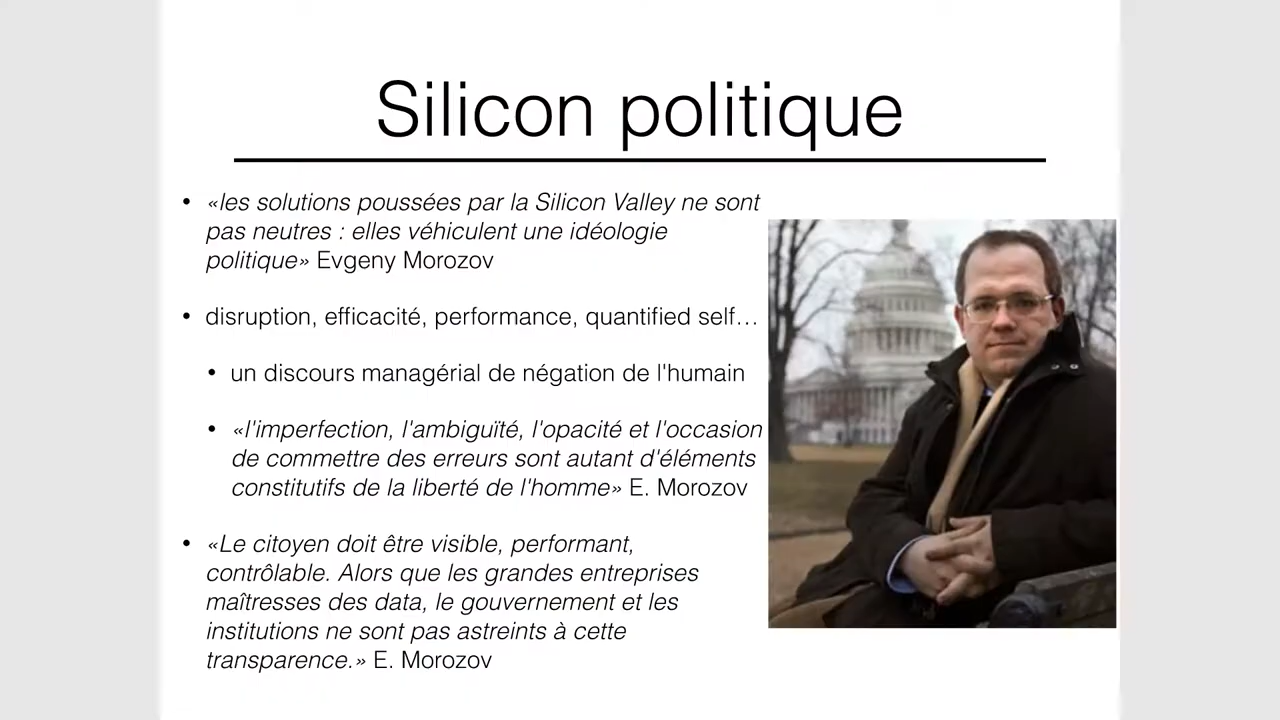 Silicon politique
• «les solutions poussées par la Silicon Valley ne sont
pas neutres : elles véhiculent une idéologie
politique» Evgeny Morozov
• disruption, efficacité, performance, quantified self…
• un discours managérial de négation de l'humain
• «l'imperfection, l'ambiguïté, l'opacité et l'occasion
de commettre des erreurs sont autant d'éléments
constitutifs de la liberté de l'homme» E. Morozov
• «Le citoyen doit être visible, performant,
contrôlable. Alors que les grandes entreprises
maîtresses des data, le gouvernement et les
institutions ne sont pas astreints à cette
transparence.» E. Morozov